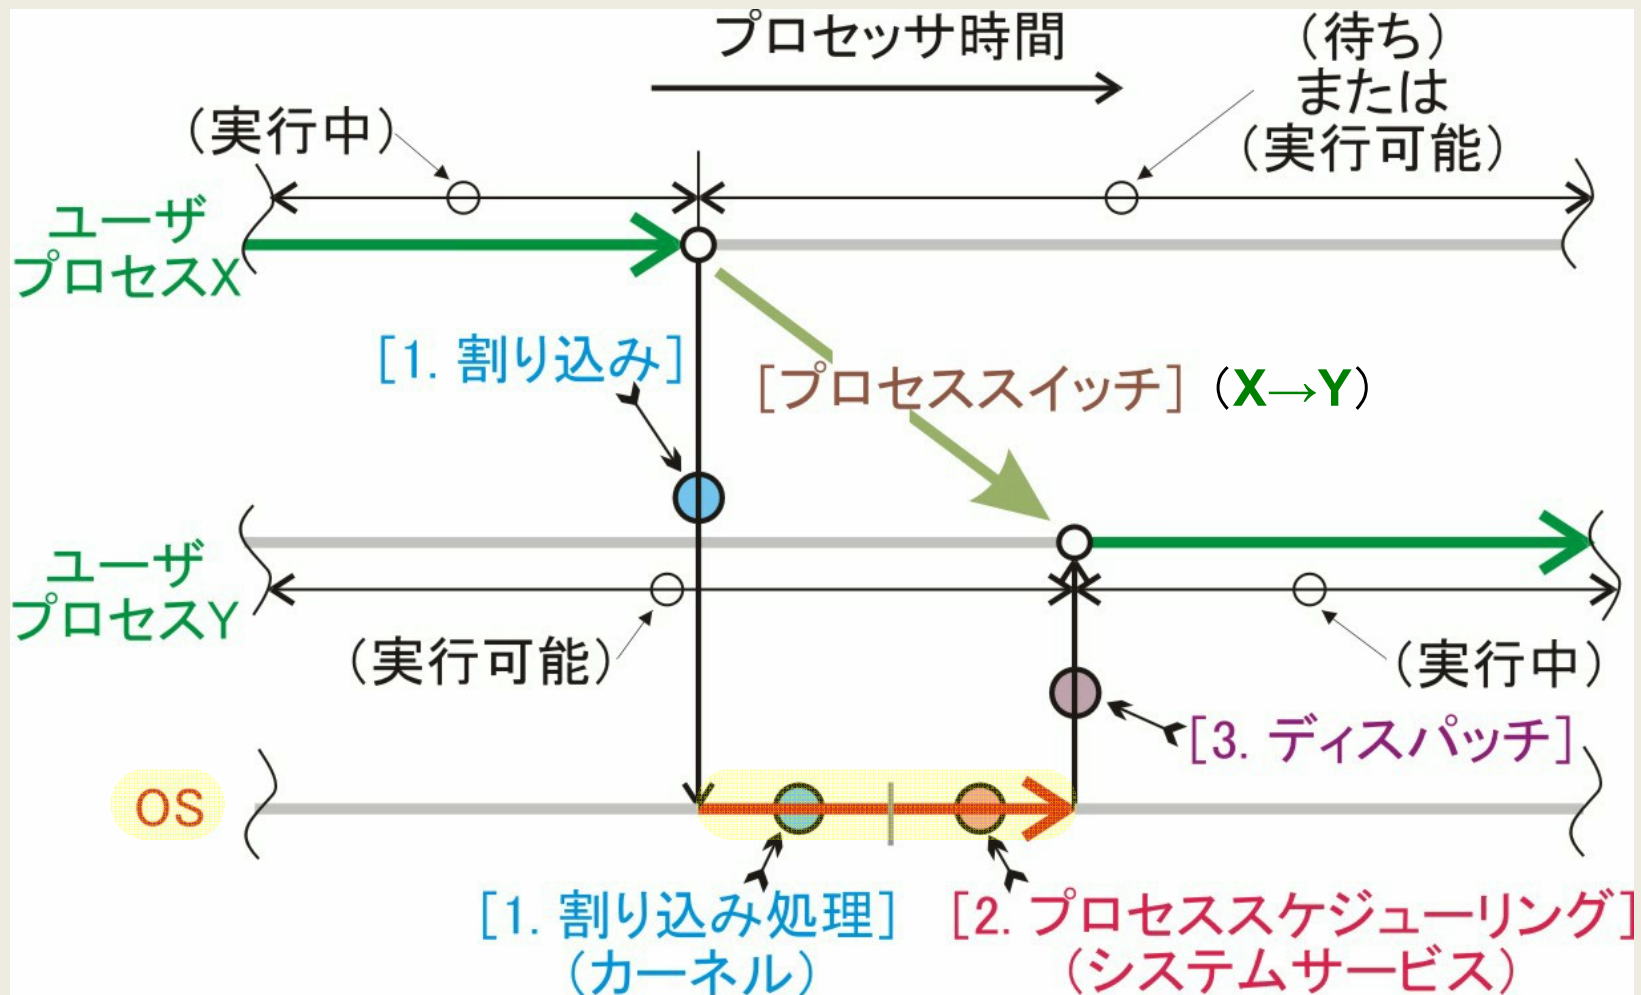 プロセッサ時間
(待ち)
または
(実行可能)
(実行中)
ユーザ
プロセスX
[1. 割り込み]
[プロセススイッチ] (X→Y)
ユーザ
プロセスY
(実行可能)
(実行中)
[3. ディスパッチ]
OS
[1. 割り込み処理]
(カーネル)
[2. プロセススケジューリング]
(システムサービス)